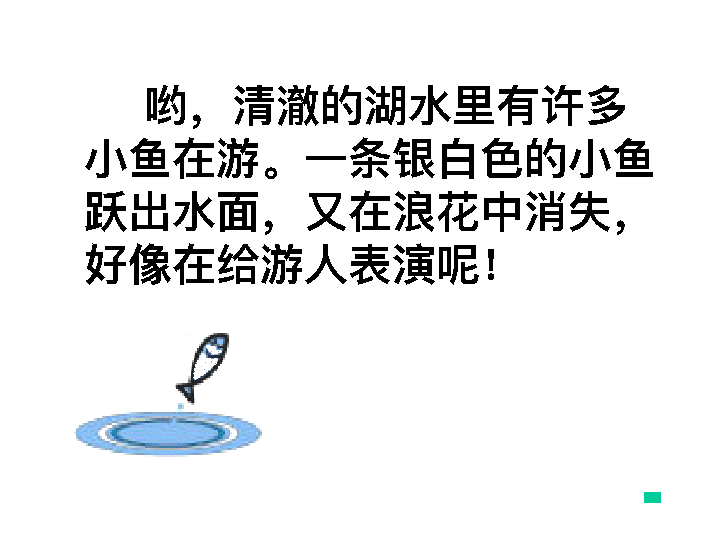 哟，清澈的湖水里有许多
小鱼在游。一条银白色的小鱼
跃出水面，又在浪花中消失，
好像在给游人表演呢！